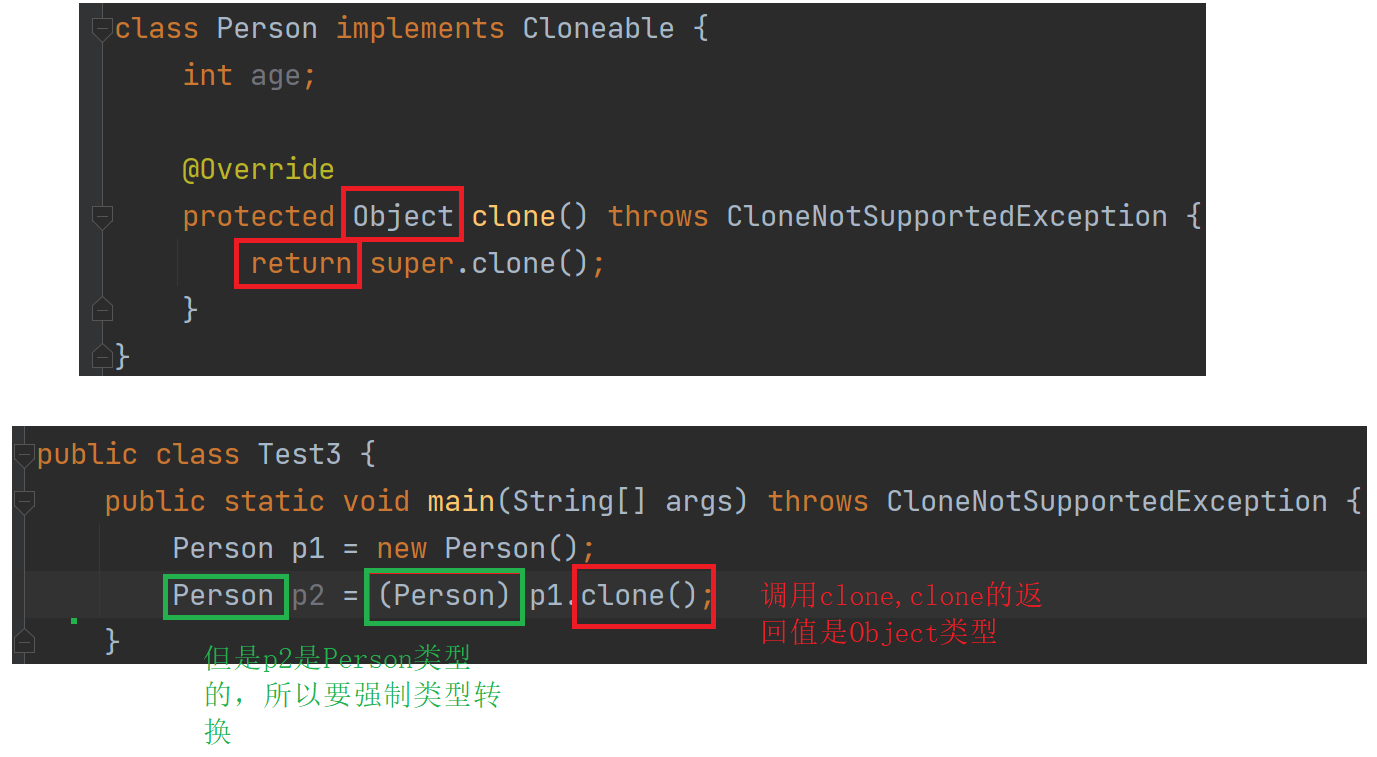 class Person implements Cloneable {
int age;
@Override
protected Object clone() throws CloneNotSupportedException {
return super.clone();
}
}
public class Test3 {
public static void main(String[] args) throws CloneNotSupportedException {
Person p1 = new Person();
Person p2 = (Person) p1.clone();
调用clone,clone的返
回值是Object类型
}
但是p2是Person类型
的，所以要强制类型转
换